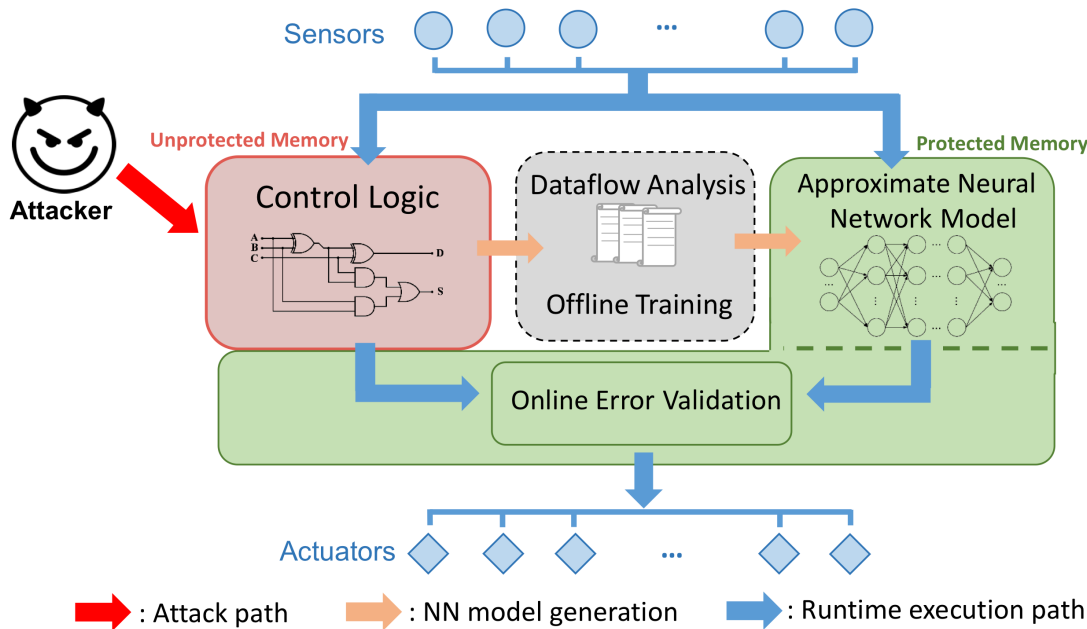 Sensors
...
Unprotected Memory
Protected Memory
Attacker
Control Logic
A
B
C
D
S
Dataflow Analysis
Offline Training
Approximate Neural
Network Model
Online Error Validation
Actuators
...
: Attack path
: NN model generation
: Runtime execution path